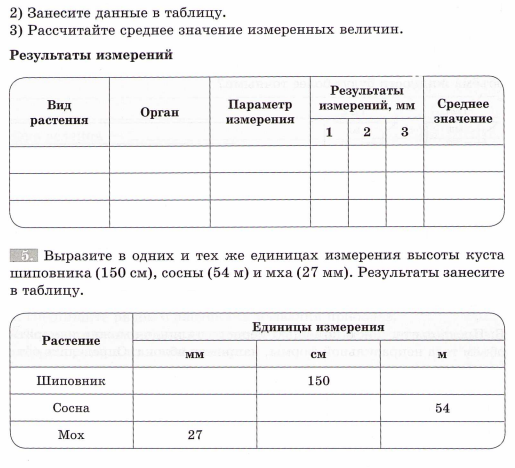 2) Занесите данные в таблицу.
3) Рассчитайте среднее значение измеренных величин.
Результаты измерений
Вид растения
Орган
Параметр измерения
Результаты измерений, мм
1 2 3
Среднее значение
5. Выразите в одних и тех же единицах измерения высоты куста
шиповника (150 см), сосны (54 м) и мха (27 мм). Результаты занесите
в таблицу.
Растение
Единицы измерения
мм см м
Шиповник 150
Сосна 54
Мох 27